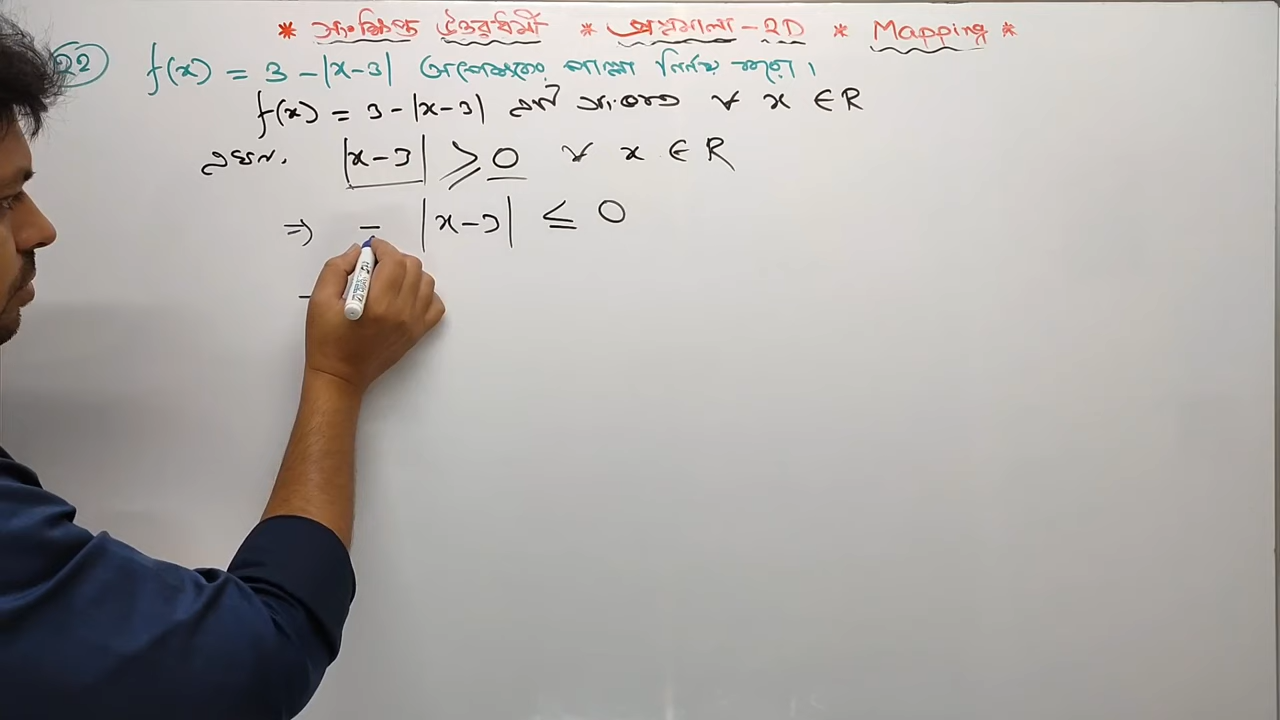 * সংক্ষিপ্ত উত্তরধর্মী * প্রশ্নমালা - 2D * Mapping *
22 f(x) = 3 - |x-3| অপেক্ষকের পাল্লা নির্ণয় করো।
f(x) = 3 - |x-3| এটি সংজ্ঞাত ∀ x ∈ R
এখন, |x-3| ≥ 0 ∀ x ∈ R
⇒ - |x-3| ≤ 0